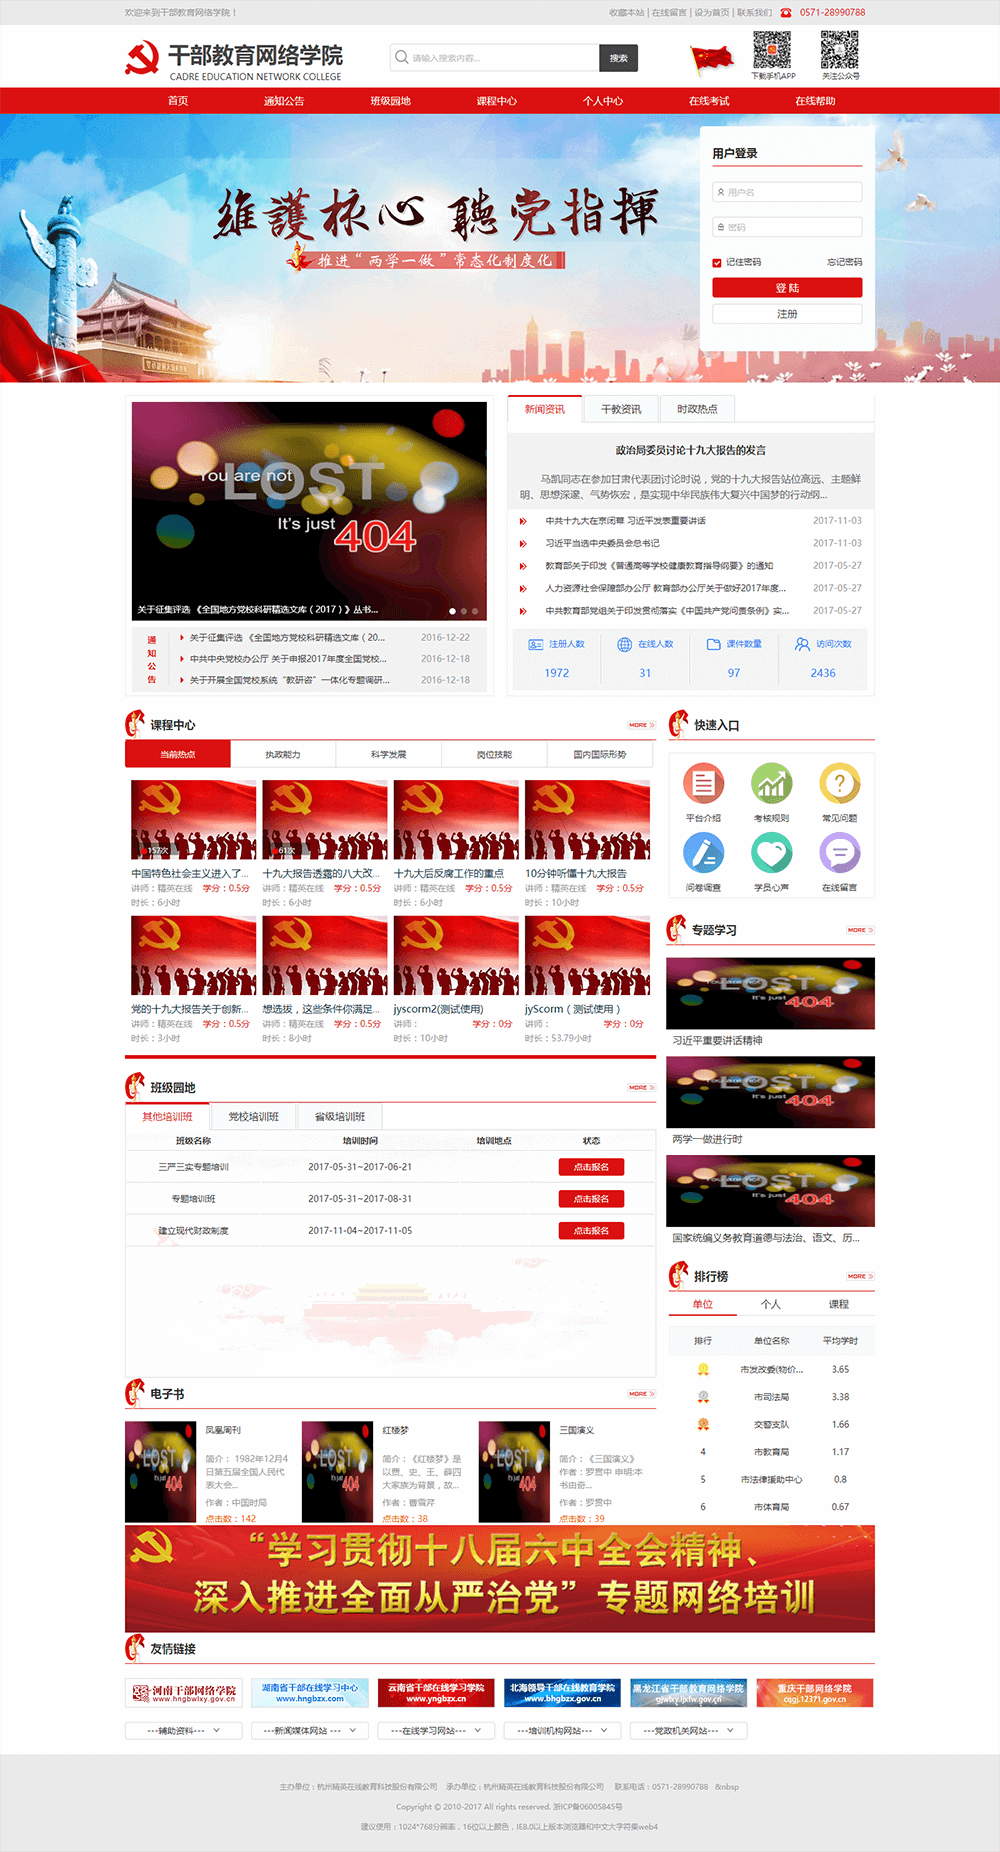 欢迎来到干部教育网络学院！
收藏本站 | 在线留言 | 设为首页 | 联系我们 0571-28990788
干部教育网络学院
CADRE EDUCATION NETWORK COLLEGE
请输入搜索内容...
搜索
下载手机APP
关注公众号
首页 通知公告 班级园地 课程中心 个人中心 在线考试 在线帮助
維護核心 聽党指揮
推进“两学一做”常态化制度化
用户登录
用户名
密码
记住密码 忘记密码
登 陆
注册
You are not
LOST
It's just
404
关于征集评选 《全国地方党校科研精选文库（2017）》丛书...
通知公告
关于征集评选 《全国地方党校科研精选文库（20... 2016-12-22
中共中央党校办公厅 关于申报2017年度全国党校... 2016-12-18
关于开展全国党校系统“教研咨”一体化专题调研... 2016-12-18
新闻资讯 干教资讯 时政热点
政治局委员讨论十九大报告的发言
马凯同志在参加甘肃代表团讨论时说，党的十九大报告站位高远、主题鲜
明、思想深邃、气势恢宏，是实现中华民族伟大复兴中国梦的行动纲...
中共十九大在京闭幕 习近平发表重要讲话 2017-11-03
习近平当选中央委员会总书记 2017-11-03
教育部关于印发《普通高等学校健康教育指导纲要》的通知 2017-05-27
人力资源社会保障部办公厅 教育部办公厅关于做好2017年度... 2017-05-27
中共教育部党组关于印发贯彻落实《中国共产党问责条例》实... 2017-05-27
注册人数 在线人数 课件数量 访问次数
1972 31 97 2436
课程中心 MORE
当前热点 执政能力 科学发展 岗位技能 国内国际形势
157次
61次
中国特色社会主义进入了... 十九大报告透露的八大改... 十九大后反腐工作的重点 10分钟听懂十九大报告
讲师：精英在线 学分：0.5分 讲师：精英在线 学分：0.5分 讲师：精英在线 学分：0.5分 讲师：精英在线 学分：0.5分
时长：6小时 时长：6小时 时长：6小时 时长：10小时
党的十九大报告关于创新... 想选拔，这些条件你满足... jyscorm2(测试使用) jyScorm（测试使用）
讲师：精英在线 学分：0.5分 讲师：精英在线 学分：0.5分 讲师： 学分：0分 讲师： 学分：0分
时长：3小时 时长：8小时 时长：10小时 时长：53.79小时
快速入口
平台介绍 考核规则 常见问题
问卷调查 学员心声 在线留言
专题学习 MORE
You are not
LOST
It's just
404
习近平重要讲话精神
You are not
LOST
It's just
404
两学一做进行时
You are not
LOST
It's just
404
国家统编义务教育道德与法治、语文、历...
班级园地 MORE
其他培训班 党校培训班 省级培训班
班级名称 培训时间 培训地点 状态
三严三实专题培训 2017-05-31~2017-06-21 点击报名
专题培训班 2017-05-31~2017-08-31 点击报名
建立现代财政制度 2017-11-04~2017-11-05 点击报名
排行榜 MORE
单位 个人 课程
排行 单位名称 平均学时
市发改委(物价... 3.65
市司法局 3.38
交警支队 1.66
4 市教育局 1.17
5 市法律援助中心 0.8
6 市体育局 0.67
电子书 MORE
LOST
404
凤凰周刊
简介： 1982年12月4
日第五届全国人民代
表大会...
作者：中国时局
点击数：142
LOST
404
红楼梦
简介：《红楼梦》是
以贾、史、王、薛四
大家族为背景，故...
作者：曹雪芹
点击数：38
LOST
404
三国演义
简介：《三国演义》
作者：罗贯中 申明:本
书由奇...
作者：罗贯中
点击数：39
“学习贯彻十八届六中全会精神、
深入推进全面从严治党”专题网络培训
友情链接
河南干部网络学院
www.hngbwlxy.gov.cn
湖南省干部在线学习中心
www.hngbzx.com
云南省干部在线学习学院
www.yngbzx.cn
北海领导干部在线教育学院
www.bhgbzx.gov.cn
黑龙江省干部教育网络学院
gjwlxy.ljxfw.gov.cn
重庆干部网络学院
cqgj.12371.gov.cn
---辅助资料--- ---新闻媒体网站--- ---在线学习网站--- ---培训机构网站--- ---党政机关网站---
主办单位：杭州精英在线教育科技股份有限公司 承办单位：杭州精英在线教育科技股份有限公司 联系电话：0571-28990788 &nbsp
Copyright © 2010-2017 All rights reserved. 浙ICP备06005845号
建议使用：1024*768分辨率，16位以上颜色，IE8.0以上版本浏览器和中文大字符集web4